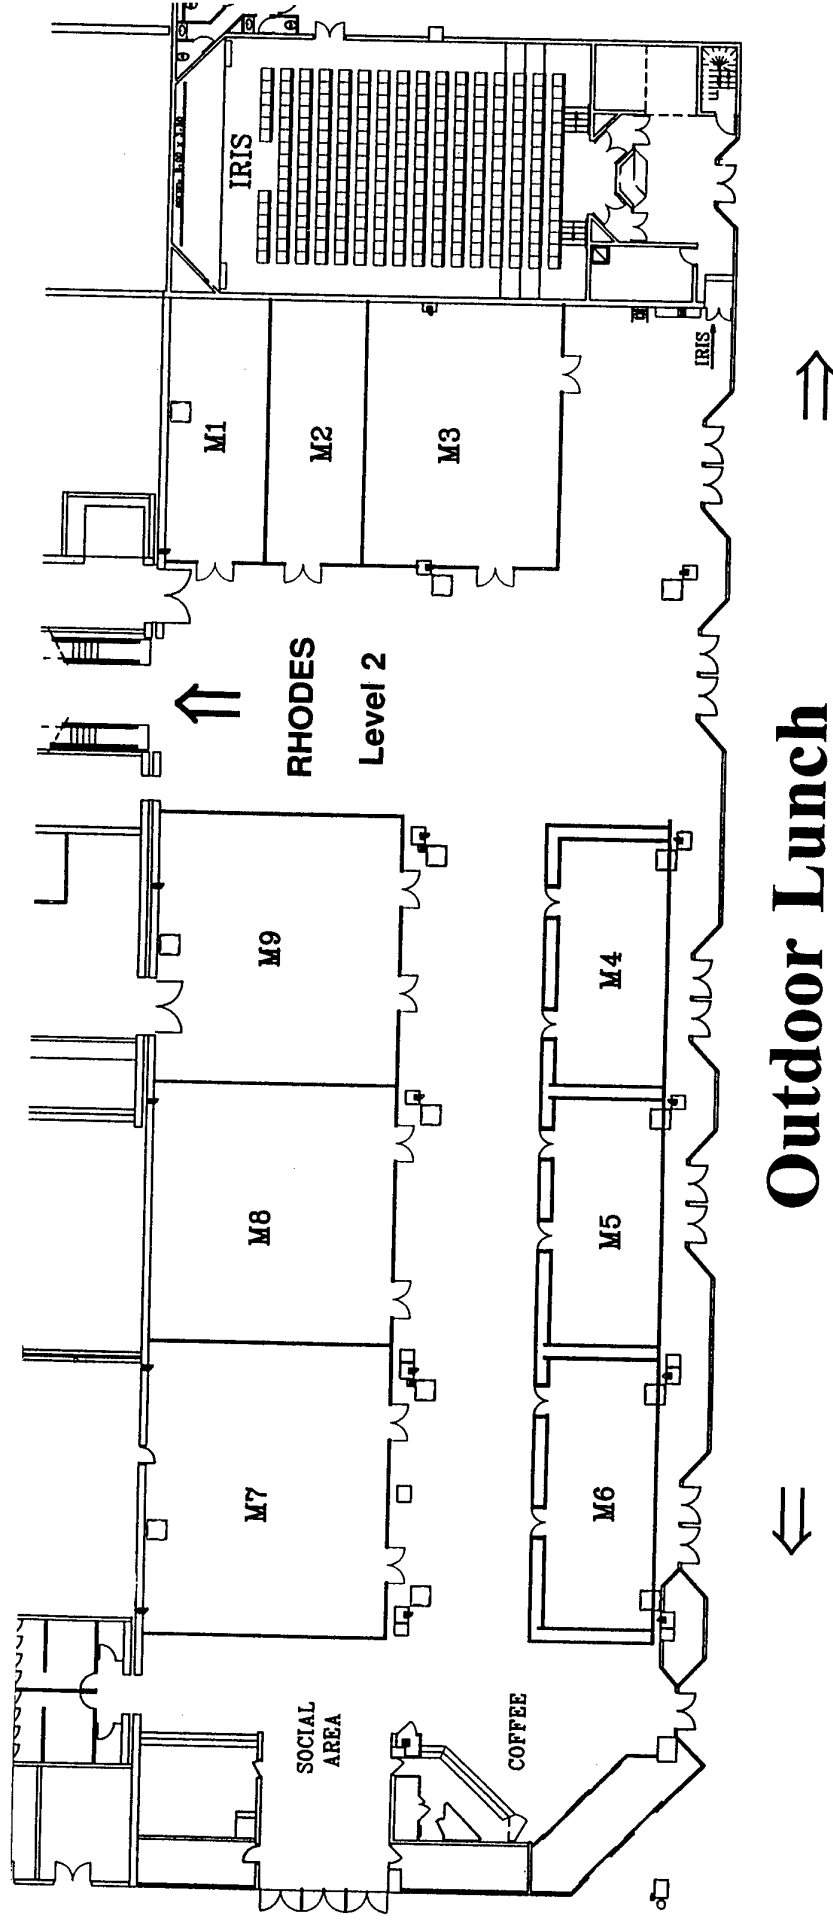 IRIS
IRIS
M1
M2
M3
RHODES
Level 2
M9
M4
M8
M5
M7
M6
SOCIAL
AREA
COFFEE
Outdoor Lunch